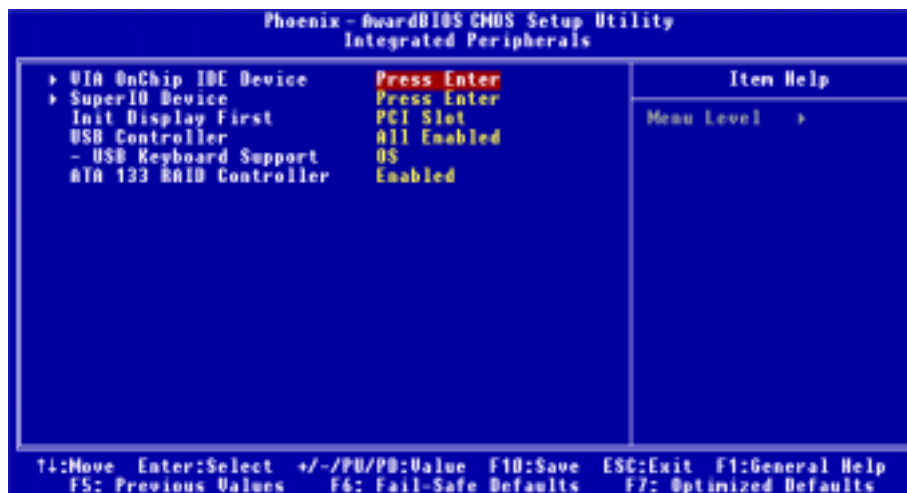 Phoenix - AwardBIOS CMOS Setup Utility
Integrated Peripherals
▸ VIA OnChip IDE Device Press Enter
▸ SuperIO Device Press Enter
Init Display First PCI Slot
USB Controller All Enabled
- USB Keyboard Support OS
ATA 133 RAID Controller Enabled
Item Help
Menu Level ▸
↑↓:Move Enter:Select +/-/PU/PD:Value F10:Save ESC:Exit F1:General Help
F5: Previous Values F6: Fail-Safe Defaults F7: Optimized Defaults